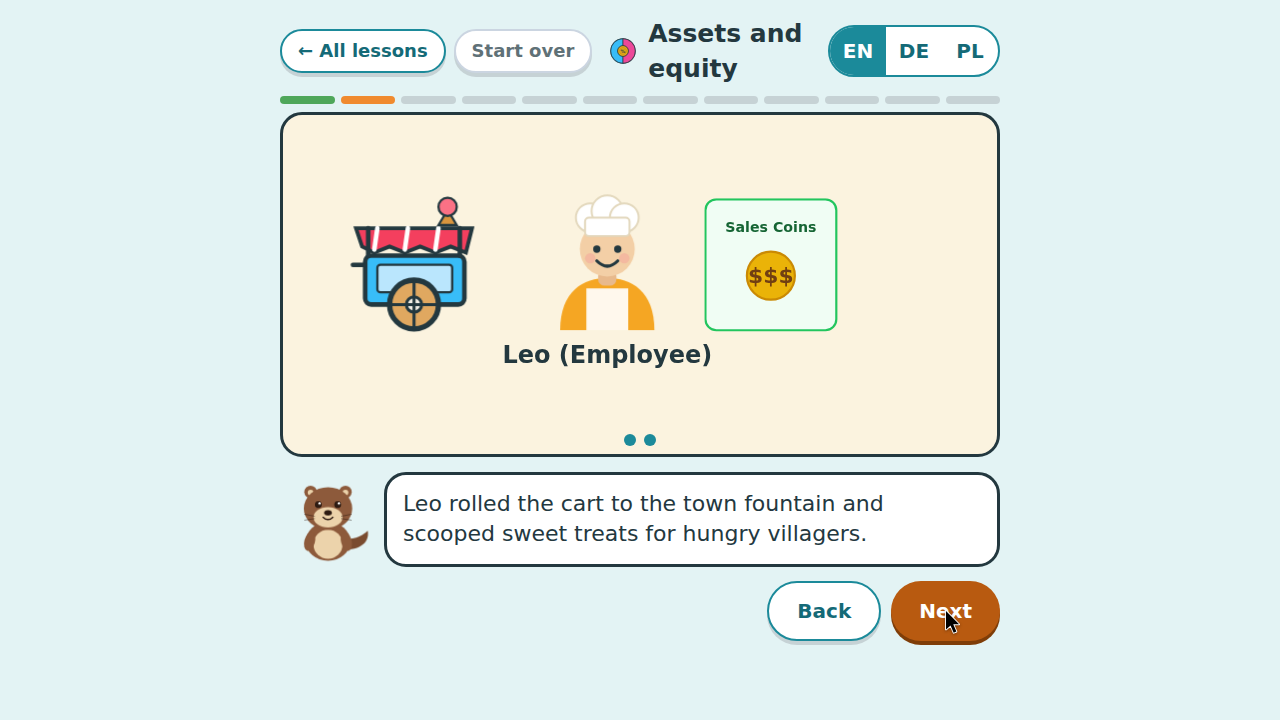 ← All lessons
Start over
Assets and
equity
EN DE PL
Sales Coins
$$$
Leo (Employee)
Leo rolled the cart to the town fountain and
scooped sweet treats for hungry villagers.
Back
Next